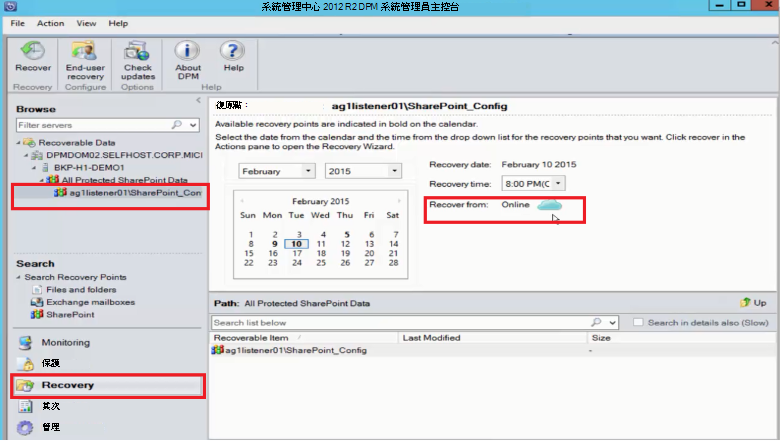 系統管理中心 2012 R2 DPM 系統管理員主控台
File Action View Help
Recover End-user recovery Check updates About DPM Help
Recovery Configure Options Help
Browse
Filter servers
Recoverable Data
DPMDOM02.SELFHOST.CORP.MICI
BKP-H1-DEMO1
All Protected SharePoint Data
ag1listener01\SharePoint_Con
Search
Search Recovery Points
Files and folders
Exchange mailboxes
SharePoint
Monitoring
保護
Recovery
其次
管理
復原點： ag1listener01\SharePoint_Config
Available recovery points are indicated in bold on the calendar.
Select the date from the calendar and the time from the drop down list for the recovery points that you want. Click recover in the
Actions pane to open the Recovery Wizard.
February 2015
February 2015
Sun Mon Tue Wed Thu Fri Sat
1 2 3 4 5 6 7
8 9 10 11 12 13 14
15 16 17 18 19 20 21
22 23 24 25 26 27 28
Recovery date: February 10 2015
Recovery time: 8:00 PM(C
Recover from: Online
Path: All Protected SharePoint Data Up
Search list below Search in details also (Slow)
Recoverable Item Last Modified Size
ag1listener01\SharePoint_Config -